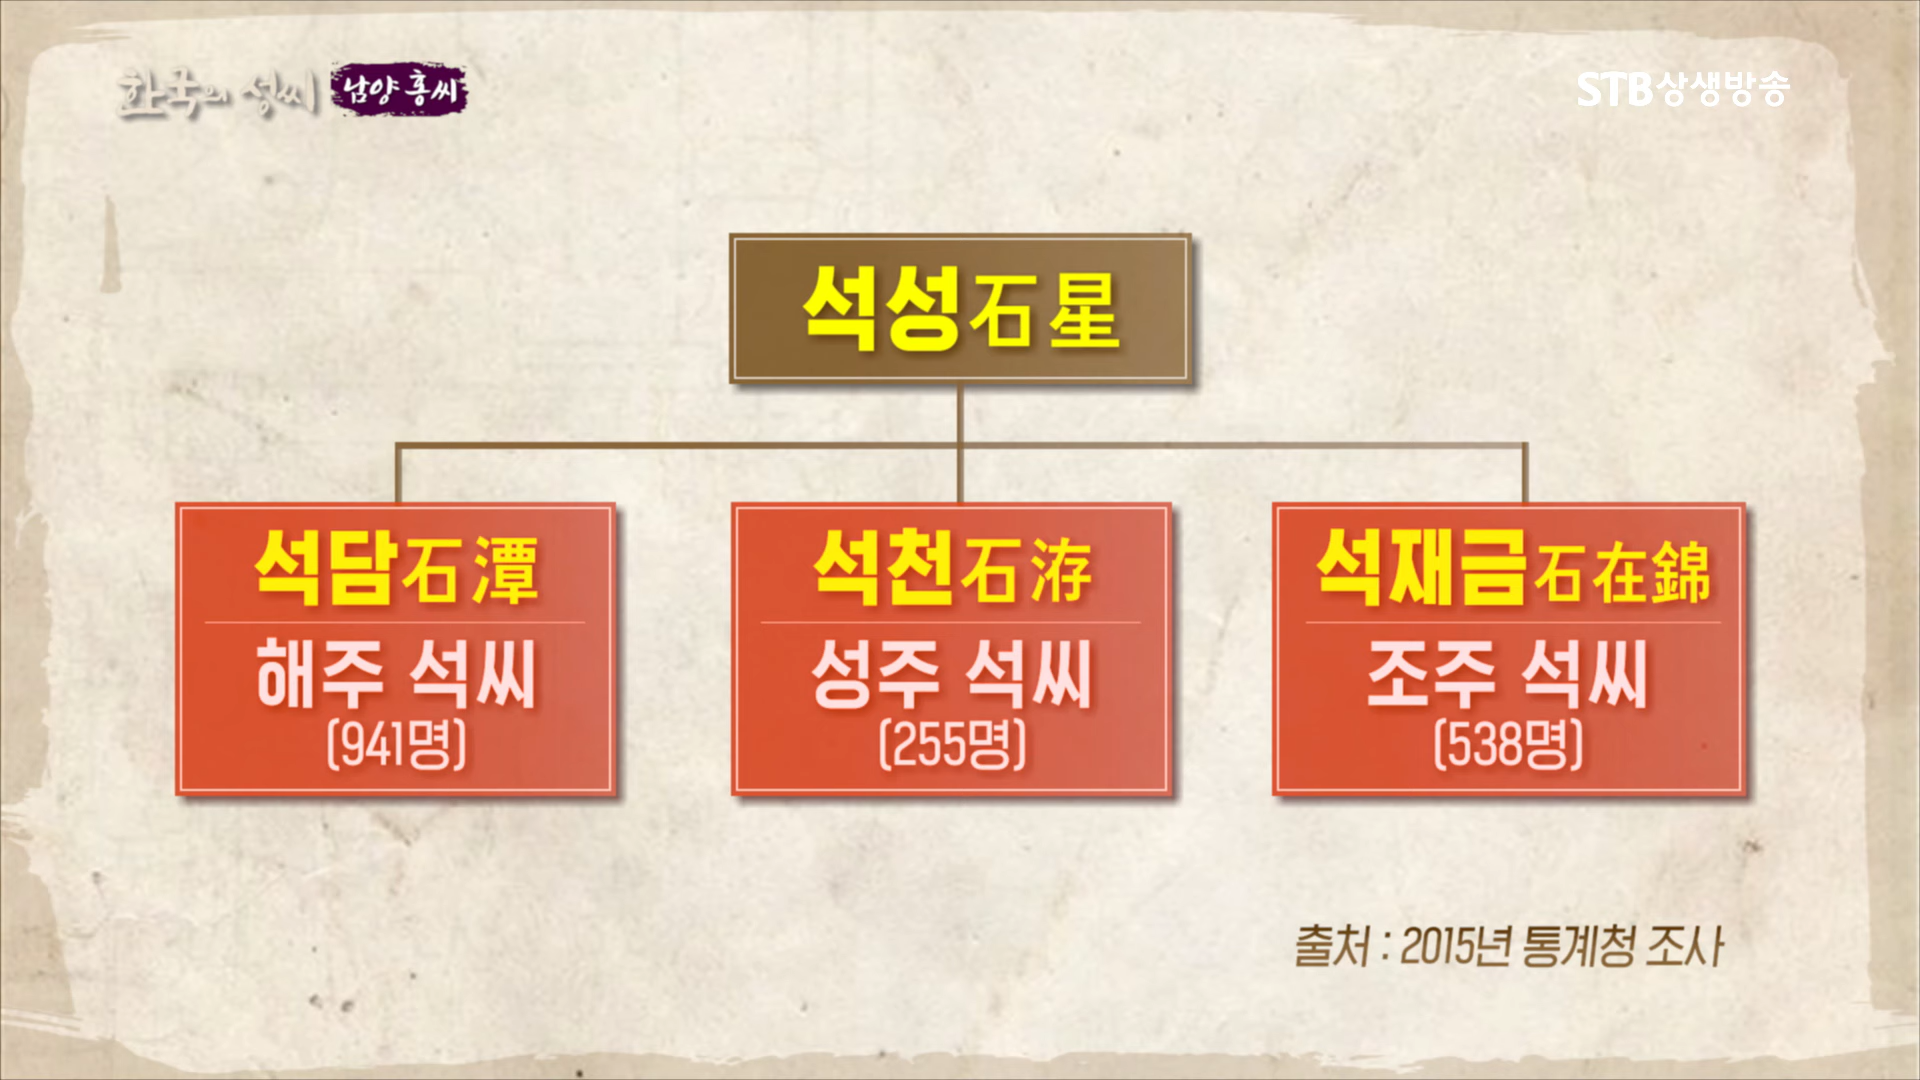 한국의 성씨 남양 홍씨
STB상생방송
석성石星
석담石潭
해주 석씨
(941명)
석천石洊
성주 석씨
(255명)
석재금石在錦
조주 석씨
(538명)
출처 : 2015년 통계청 조사